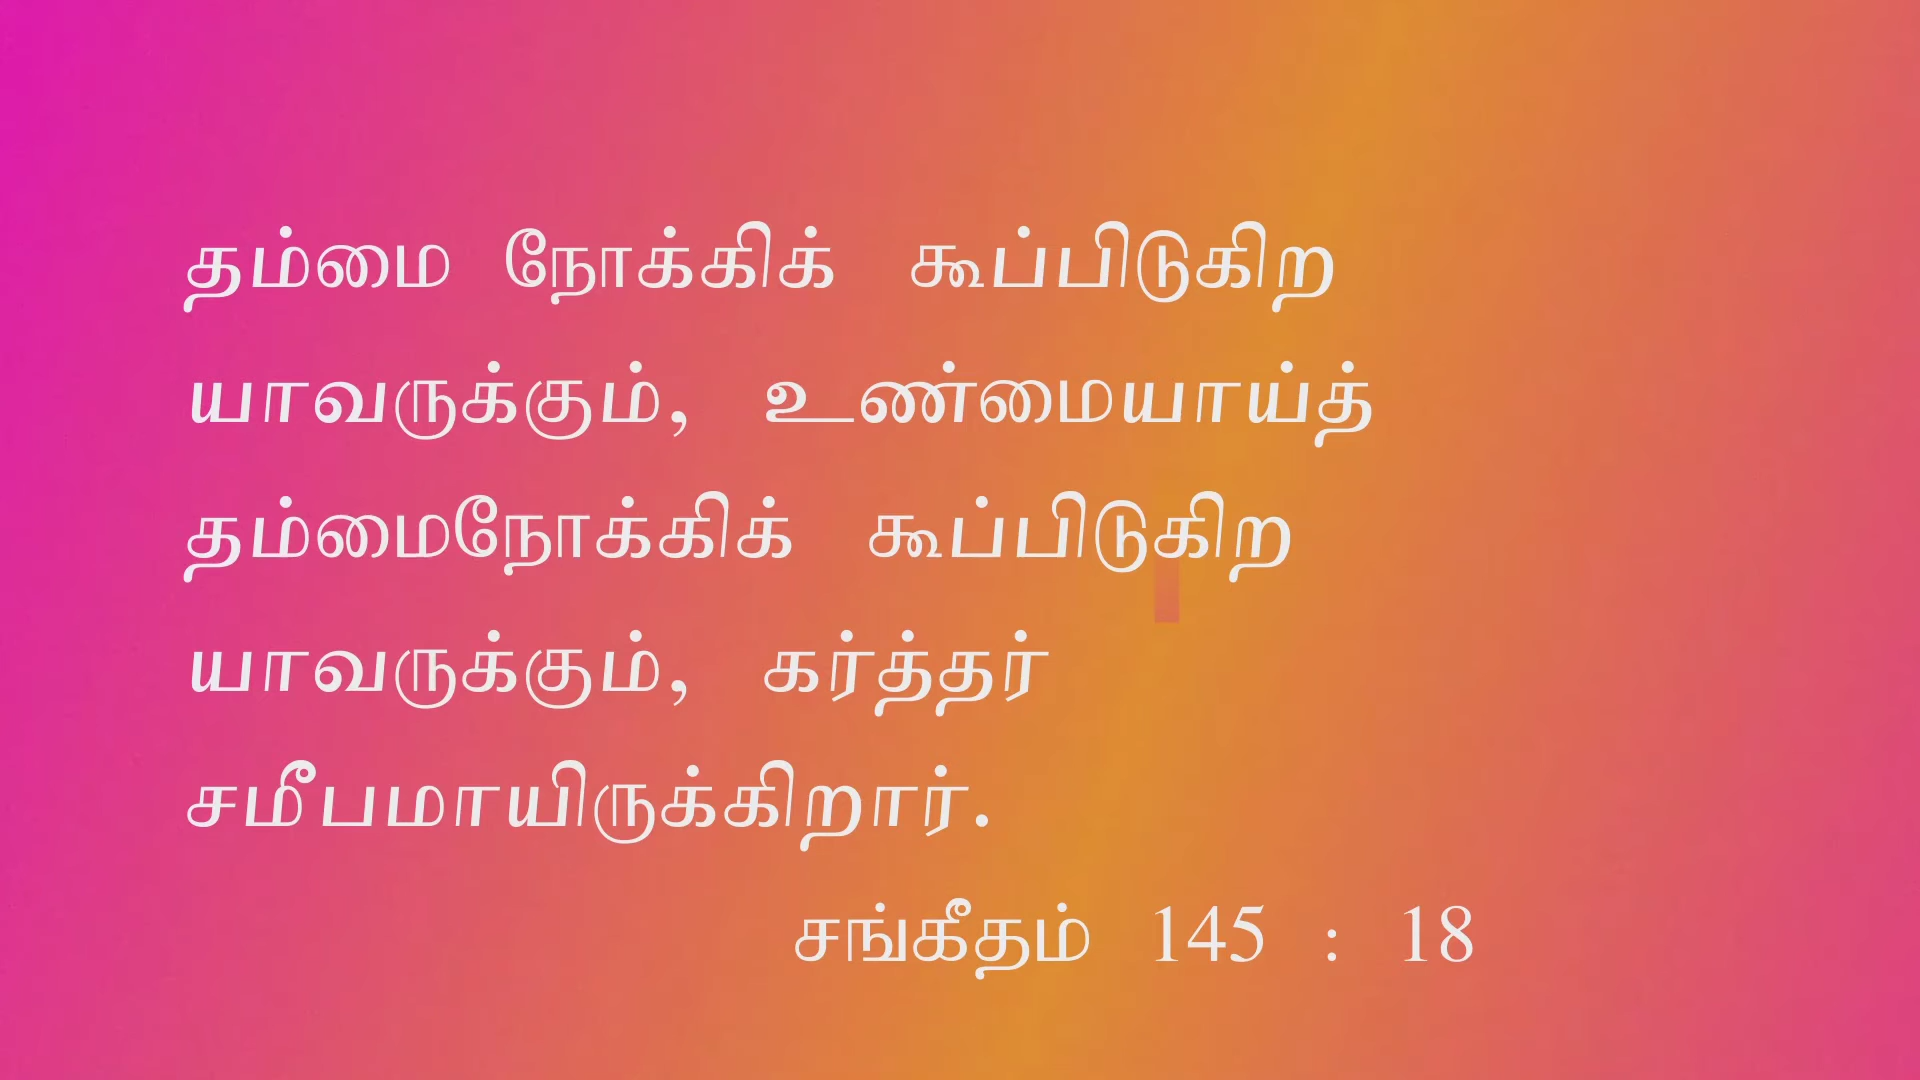 தம்மை நோக்கிக் கூப்பிடுகிற
யாவருக்கும், உண்மையாய்த்
தம்மைநோக்கிக் கூப்பிடுகிற
யாவருக்கும், கர்த்தர்
சமீபமாயிருக்கிறார்.
சங்கீதம் 145 : 18